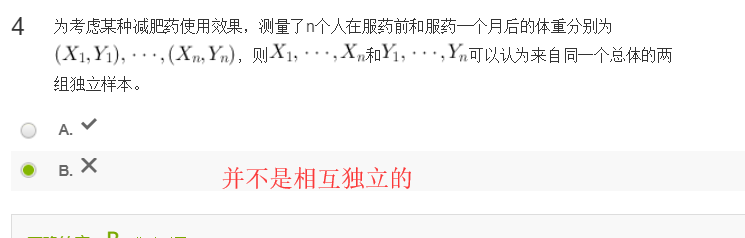 4 为考虑某种减肥药使用效果，测量了n个人在服药前和服药一个月后的体重分别为
(X₁,Y₁),⋯,(Xₙ,Yₙ)，则X₁,⋯,Xₙ和Y₁,⋯,Yₙ可以认为来自同一个总体的两
组独立样本。
A. ✓
B. ✕
并不是相互独立的